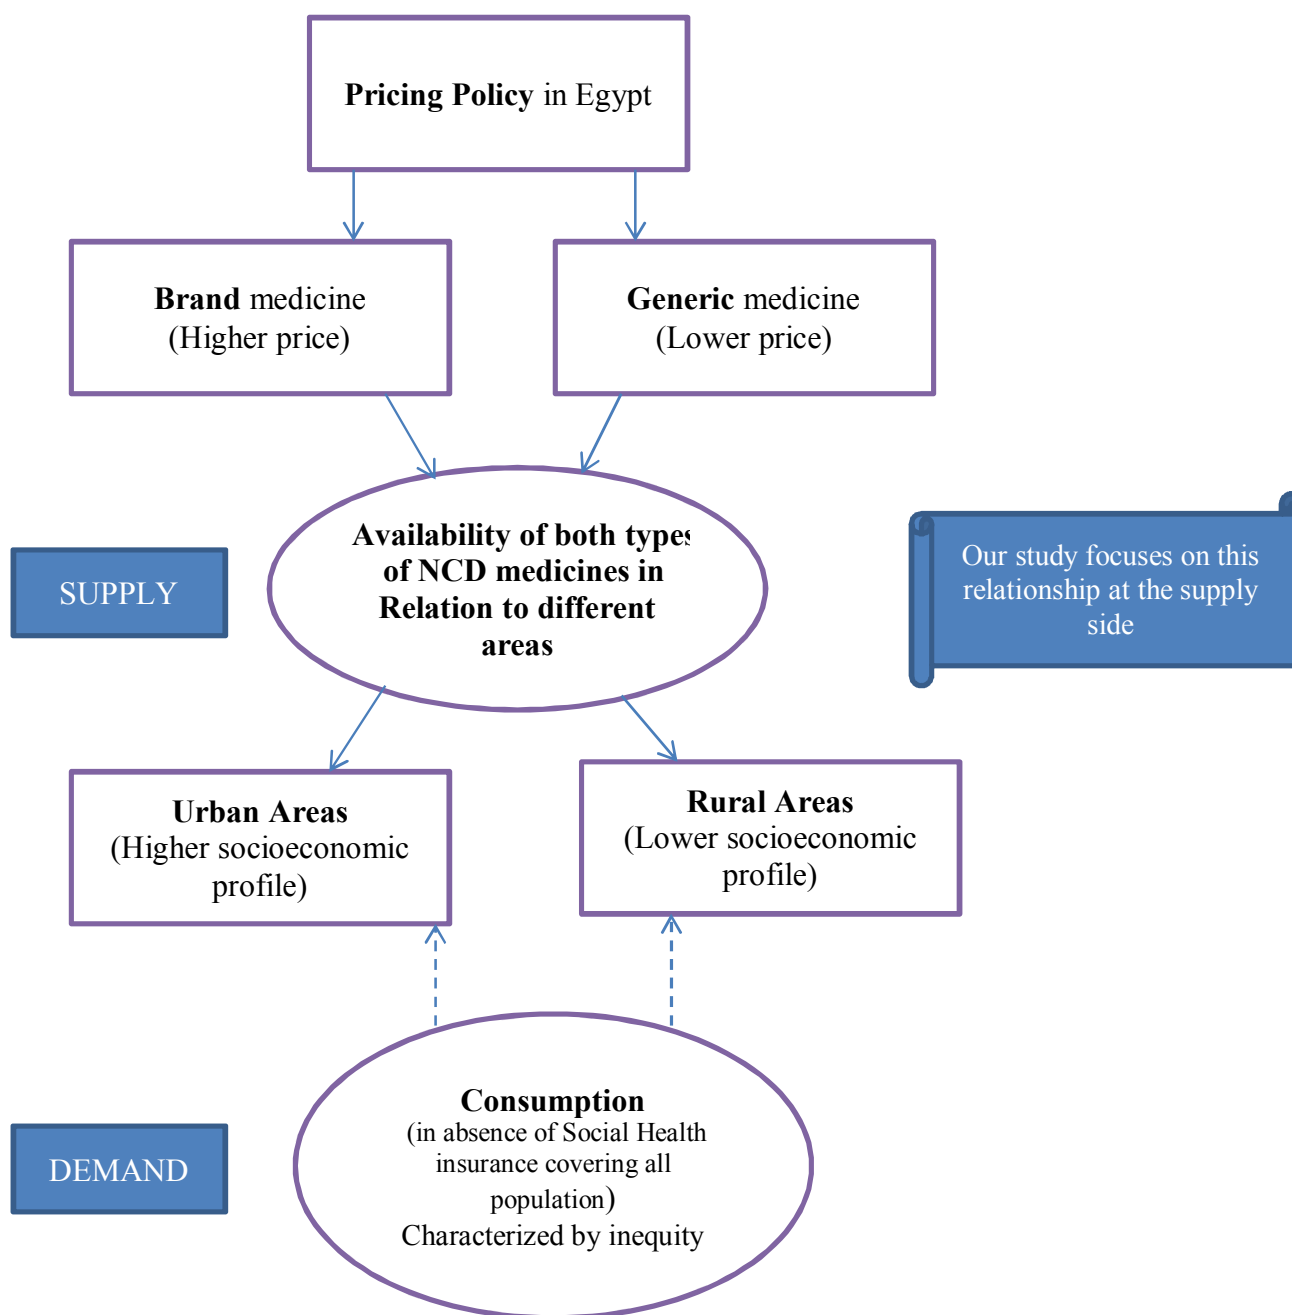 Pricing Policy in Egypt
Brand medicine
(Higher price)
Generic medicine
(Lower price)
Availability of both types
of NCD medicines in
Relation to different
areas
SUPPLY
Our study focuses on this
relationship at the supply
side
Urban Areas
(Higher socioeconomic
profile)
Rural Areas
(Lower socioeconomic
profile)
Consumption
(in absence of Social Health
insurance covering all
population)
Characterized by inequity
DEMAND